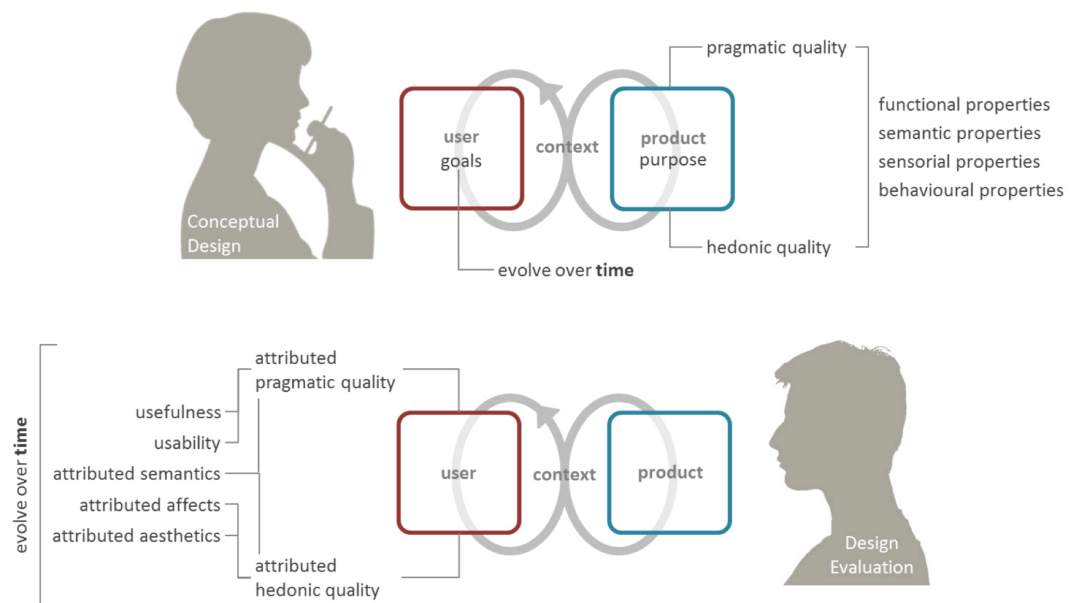 pragmatic quality
user
goals
context
product
purpose
functional properties
semantic properties
sensorial properties
behavioural properties
hedonic quality
evolve over time
Conceptual
Design
evolve over time
attributed
pragmatic quality
usefulness
usability
attributed semantics
attributed affects
attributed aesthetics
attributed
hedonic quality
user
context
product
Design
Evaluation